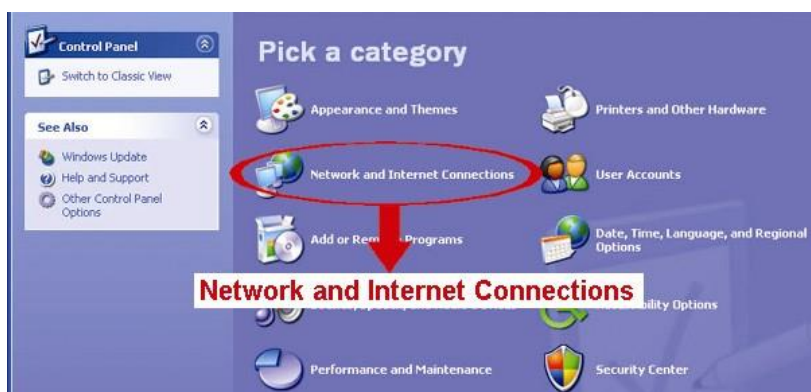 Control Panel
Switch to Classic View
See Also
Windows Update
Help and Support
Other Control Panel
Options
Pick a category
Appearance and Themes
Printers and Other Hardware
Network and Internet Connections
User Accounts
Add or Programs
Date, Time, Language, and Regional
Options
Network and Internet Connections
Options
Performance and Maintenance
Security Center